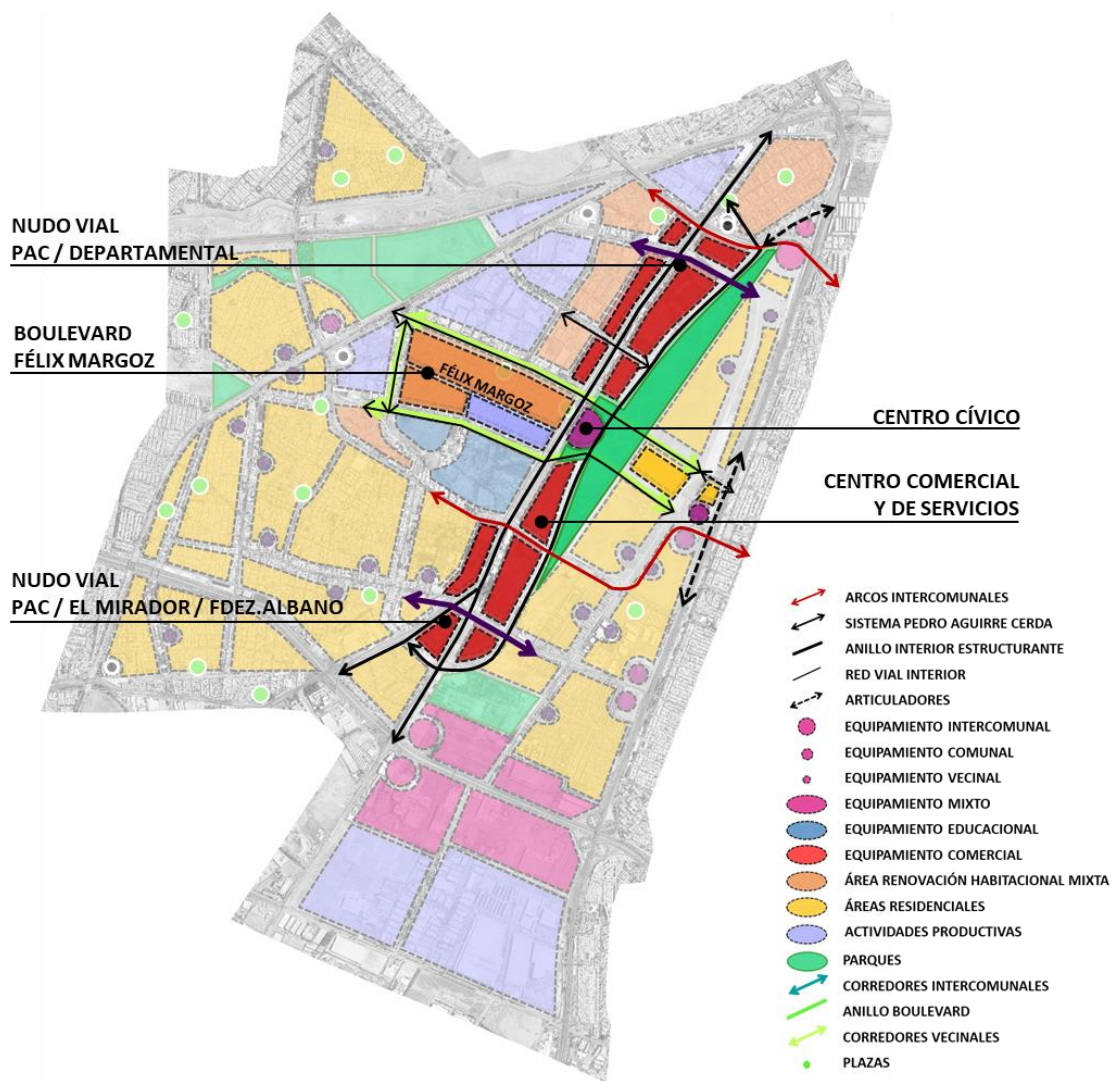 NUDO VIAL
PAC / DEPARTAMENTAL
BOULEVARD
FÉLIX MARGOZ
FÉLIX MARGOZ
CENTRO CÍVICO
CENTRO COMERCIAL
Y DE SERVICIOS
NUDO VIAL
PAC / EL MIRADOR / FDEZ.ALBANO
ARCOS INTERCOMUNALES
SISTEMA PEDRO AGUIRRE CERDA
ANILLO INTERIOR ESTRUCTURANTE
RED VIAL INTERIOR
ARTICULADORES
EQUIPAMIENTO INTERCOMUNAL
EQUIPAMIENTO COMUNAL
EQUIPAMIENTO VECINAL
EQUIPAMIENTO MIXTO
EQUIPAMIENTO EDUCACIONAL
EQUIPAMIENTO COMERCIAL
ÁREA RENOVACIÓN HABITACIONAL MIXTA
ÁREAS RESIDENCIALES
ACTIVIDADES PRODUCTIVAS
PARQUES
CORREDORES INTERCOMUNALES
ANILLO BOULEVARD
CORREDORES VECINALES
PLAZAS